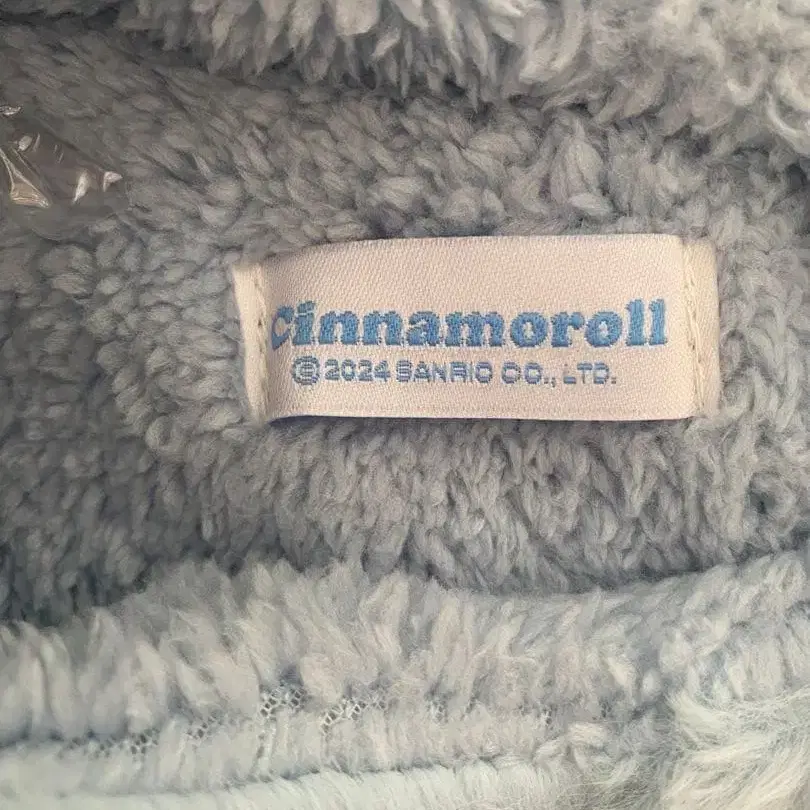 Cinnamoroll
© 2024 SANRIO CO., LTD.